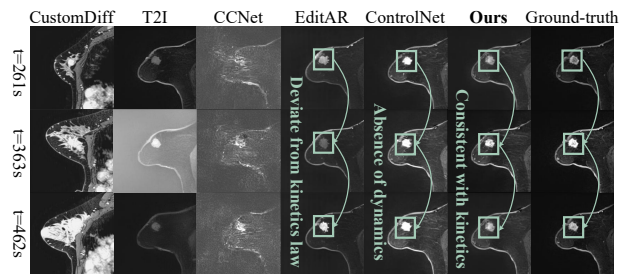 CustomDiff T2I CCNet EditAR ControlNet Ours Ground-truth
t=261s
t=363s
t=462s
Deviate from kinetics law
Absence of dynamics
Consistent with kinetics